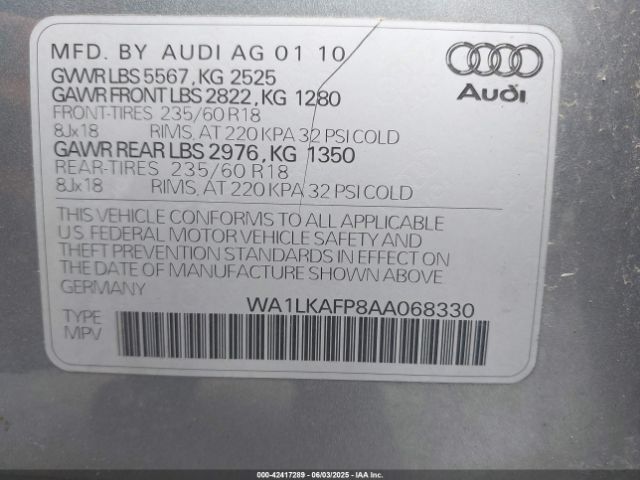 MFD. BY AUDI AG 01 10
GVWR LBS 5567, KG 2525
GAWR FRONT LBS 2822, KG 1280
FRONT-TIRES 235/60 R18
8Jx18 RIMS, AT 220 KPA 32 PSI COLD
GAWR REAR LBS 2976, KG 1350
REAR-TIRES 235/60 R18
8Jx18 RIMS, AT 220 KPA 32 PSI COLD
Audi
THIS VEHICLE CONFORMS TO ALL APPLICABLE
U.S. FEDERAL MOTOR VEHICLE SAFETY AND
THEFT PREVENTION STANDARDS IN EFFECT ON
THE DATE OF MANUFACTURE SHOWN ABOVE
GERMANY
WA1LKAFP8AA068330
TYPE
MPV
000-42417289 - 06/03/2025 - IAA Inc.